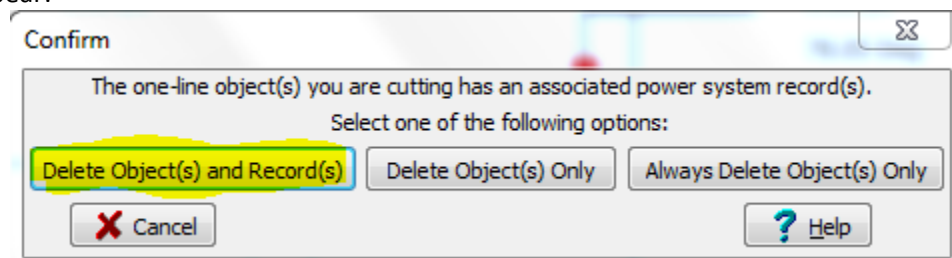 Confirm
The one-line object(s) you are cutting has an associated power system record(s).
Select one of the following options:
Delete Object(s) and Record(s) Delete Object(s) Only Always Delete Object(s) Only
Cancel ? Help